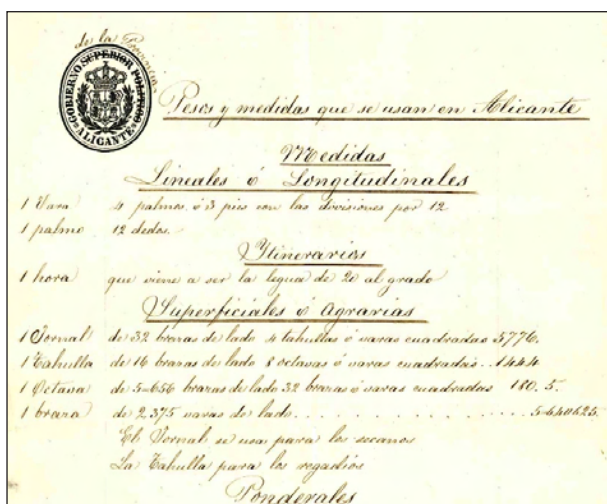 de la Provincia
GOBIERNO SUPERIOR POLITICO
ALICANTE
Pesos y medidas que se usan en Alicante
Medidas
Lineales ó Longitudinales
1 Vara 4 palmos ó 3 pies con las divisiones por 12
1 palmo 12 dedos.
Itinerarios
1 hora que viene a ser la legua de 20 al grado
Superficiales ó Agrarias
1 Jornal de 32 brazas de lado 4 tahullas ó varas cuadradas 5776.
1 Tahulla de 16 brazas de lado 8 octavas ó varas cuadradas..1444
1 Octava de 5=656 brazas de lado 32 brazas ó varas cuadradas 180.5.
1 braza de 2.375 varas de lado..................5=640625.
El Jornal se usa para los secanos
La Tahulla para los regadios
Ponderales